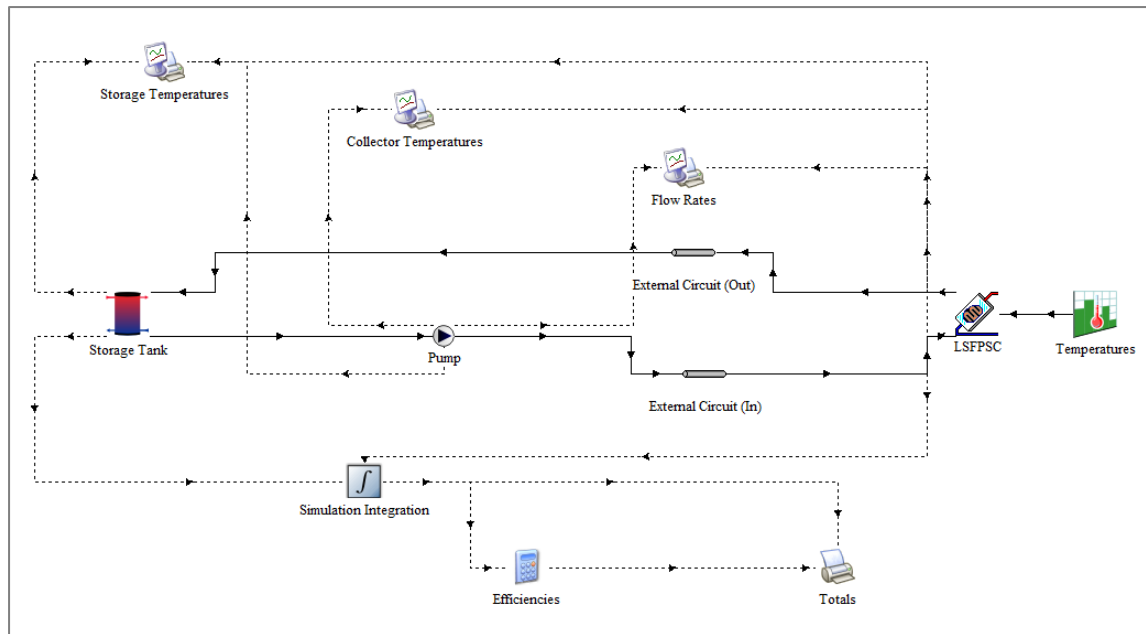 Storage Temperatures
Collector Temperatures
Flow Rates
External Circuit (Out)
Storage Tank
Pump
LSFPSC
Temperatures
External Circuit (In)
Simulation Integration
Efficiencies
Totals